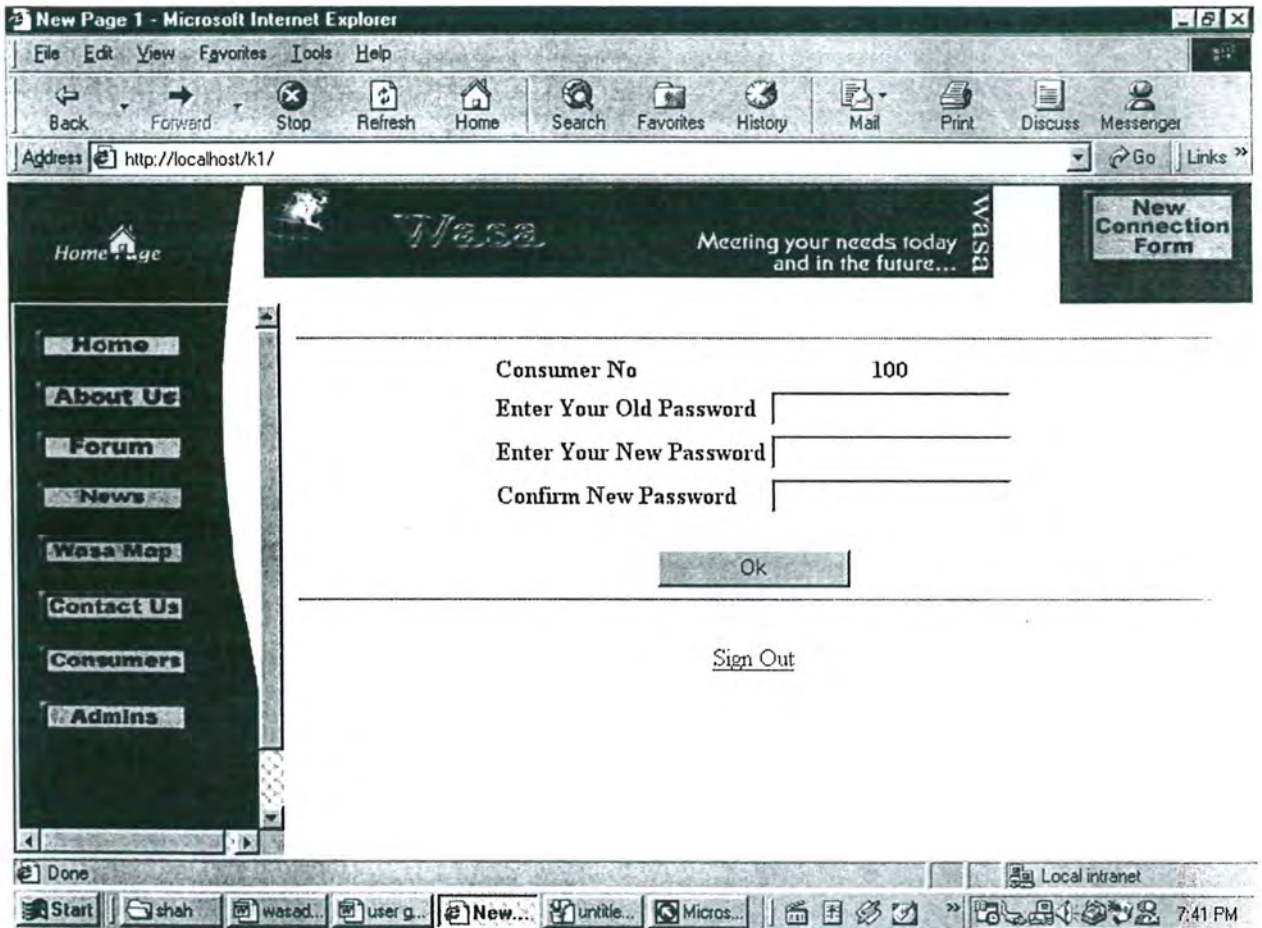 New Page 1 - Microsoft Internet Explorer
File Edit View Favorites Tools Help
Back Forward Stop Refresh Home Search Favorites History Mail Print Discuss Messenger
Address http://localhost/k1/ Go Links »
Home Page
Wasa
Meeting your needs today
and in the future...
Wasa
New
Connection
Form
Home
About Us
Forum
News
Wasa Map
Contact Us
Consumers
Admins
Consumer No 100
Enter Your Old Password
Enter Your New Password
Confirm New Password
Ok
Sign Out
Done Local intranet
Start shah wasad... user g... New... untitle... Micros... » 7:41 PM